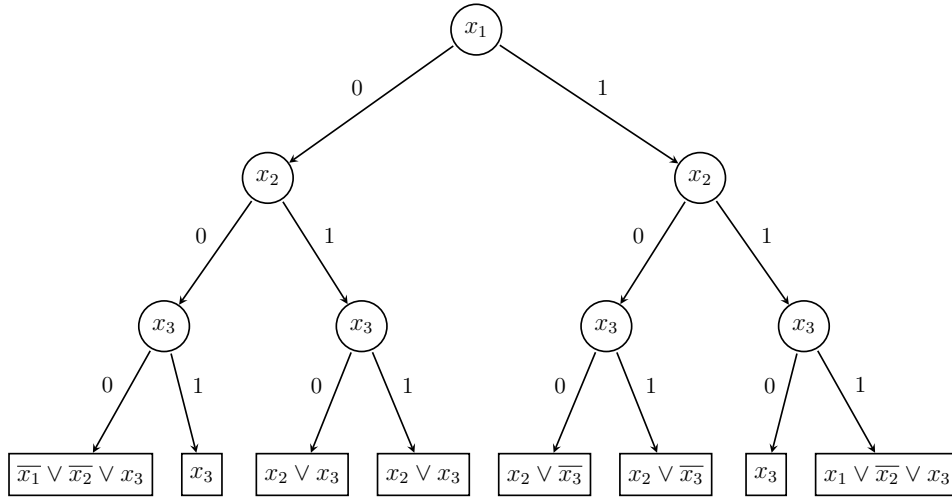 x₁
0 1
x₂ x₂
0 1 0 1
x₃ x₃ x₃ x₃
0 1 0 1 0 1 0 1
x̅₁ ∨ x̅₂ ∨ x₃ x₃ x₂ ∨ x₃ x₂ ∨ x₃ x₂ ∨ x̅₃ x₂ ∨ x̅₃ x₃ x₁ ∨ x̅₂ ∨ x₃